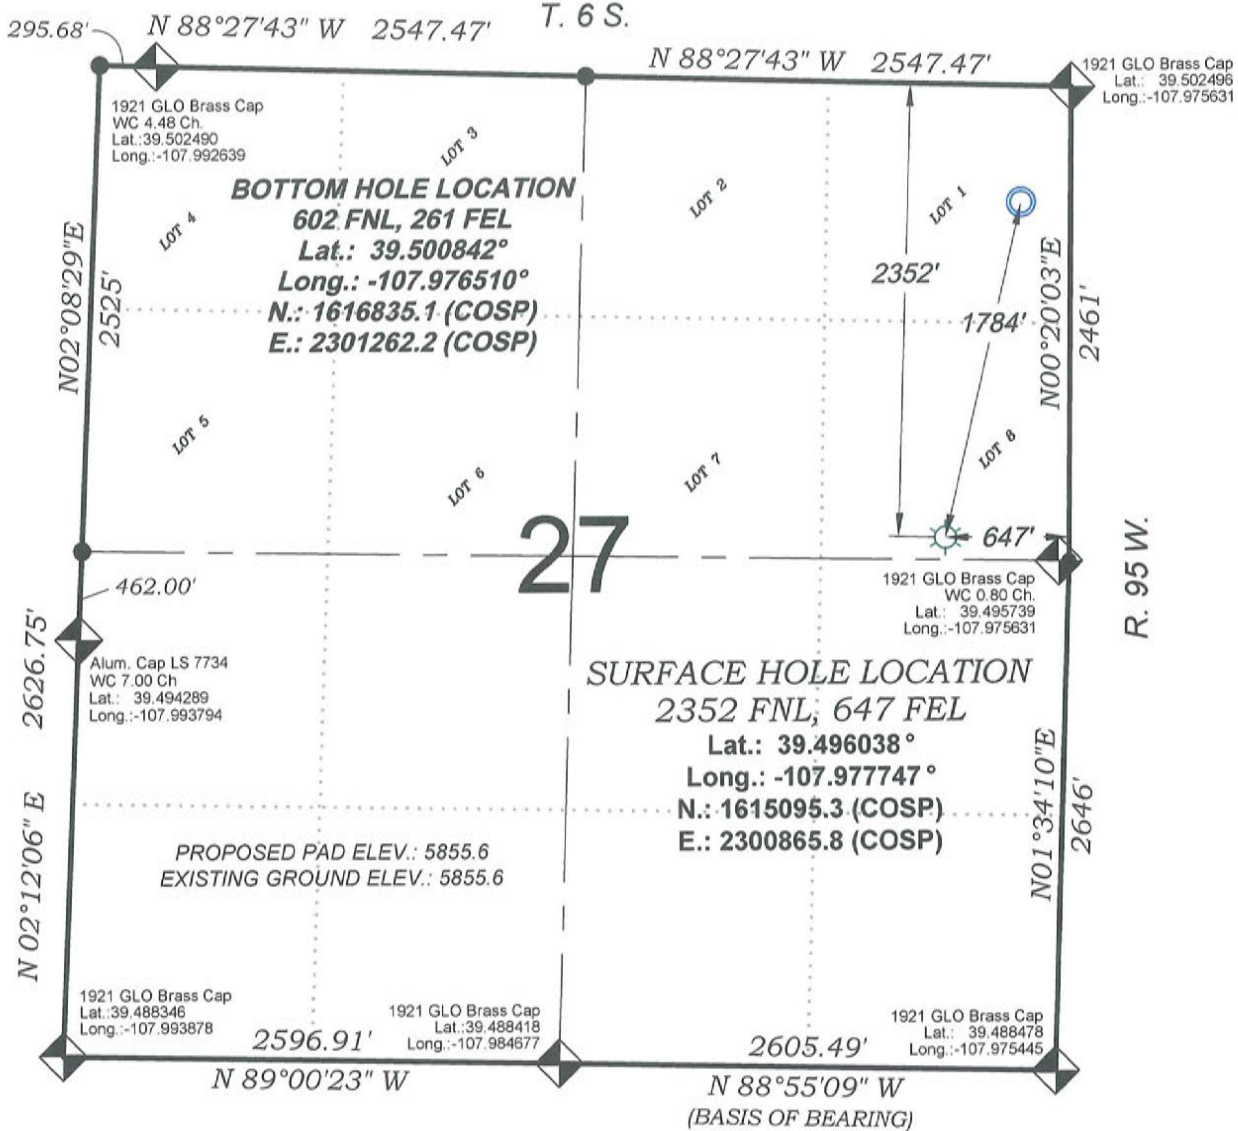 T. 6 S.
295.68'
N 88°27'43" W 2547.47'
N 88°27'43" W 2547.47'
1921 GLO Brass Cap
Lat.: 39.502496
Long.:-107.975631
1921 GLO Brass Cap
WC 4.48 Ch.
Lat.:39.502490
Long.:-107.992639
LOT 3
LOT 2
LOT 1
LOT 4
BOTTOM HOLE LOCATION
602 FNL, 261 FEL
Lat.: 39.500842°
Long.: -107.976510°
N.: 1616835.1 (COSP)
E.: 2301262.2 (COSP)
N02°08'29"E
2525'
2352'
1784'
N00°20'03"E
2461'
LOT 5
LOT 6
LOT 7
LOT 8
27
647'
R. 95 W.
462.00'
1921 GLO Brass Cap
WC 0.80 Ch.
Lat.: 39.495739
Long.:-107.975631
Alum. Cap LS 7734
WC 7.00 Ch
Lat.: 39.494289
Long.:-107.993794
N 02°12'06" E 2626.75'
SURFACE HOLE LOCATION
2352 FNL, 647 FEL
Lat.: 39.496038°
Long.: -107.977747°
N.: 1615095.3 (COSP)
E.: 2300865.8 (COSP)
N01°34'10"E
2646'
PROPOSED PAD ELEV.: 5855.6
EXISTING GROUND ELEV.: 5855.6
1921 GLO Brass Cap
Lat.:39.488346
Long.:-107.993878
1921 GLO Brass Cap
Lat.:39.488418
Long.:-107.984677
1921 GLO Brass Cap
Lat.: 39.488478
Long.:-107.975445
2596.91'
N 89°00'23" W
2605.49'
N 88°55'09" W
(BASIS OF BEARING)